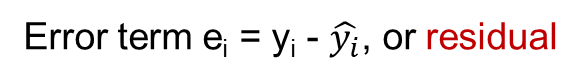 Error term eᵢ = yᵢ - ŷᵢ, or residual